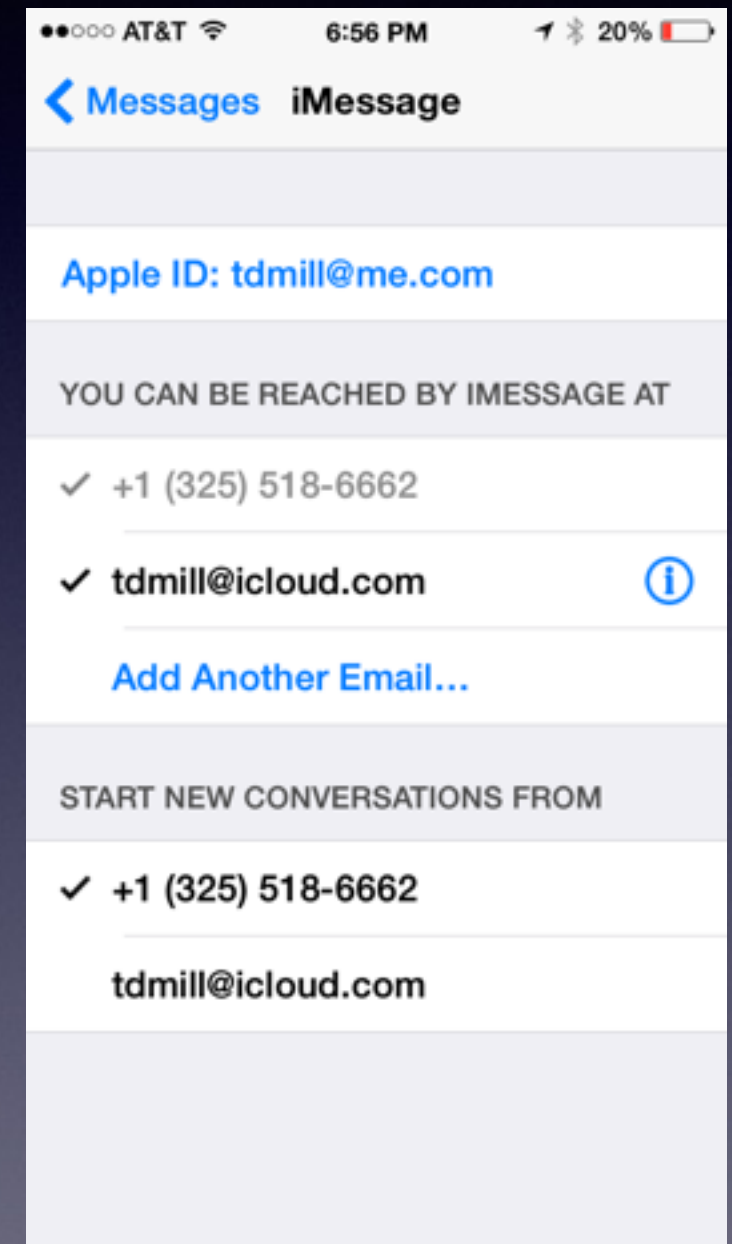 AT&T 6:56 PM 20%
Messages iMessage
Apple ID: tdmill@me.com
YOU CAN BE REACHED BY IMESSAGE AT
+1 (325) 518-6662
tdmill@icloud.com
Add Another Email...
START NEW CONVERSATIONS FROM
+1 (325) 518-6662
tdmill@icloud.com